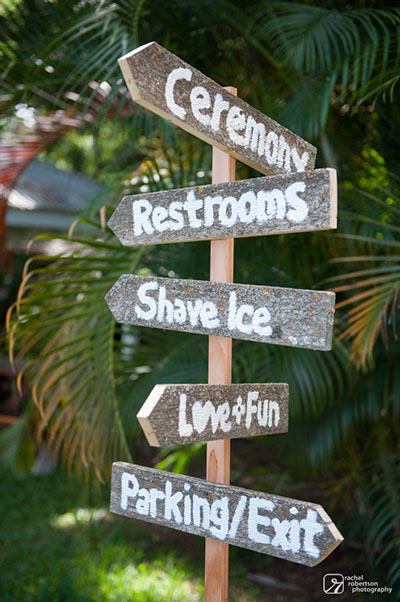 Ceremony
Restrooms
Shave Ice
Love + Fun
Parking/Exit
rachel
robertson
photography